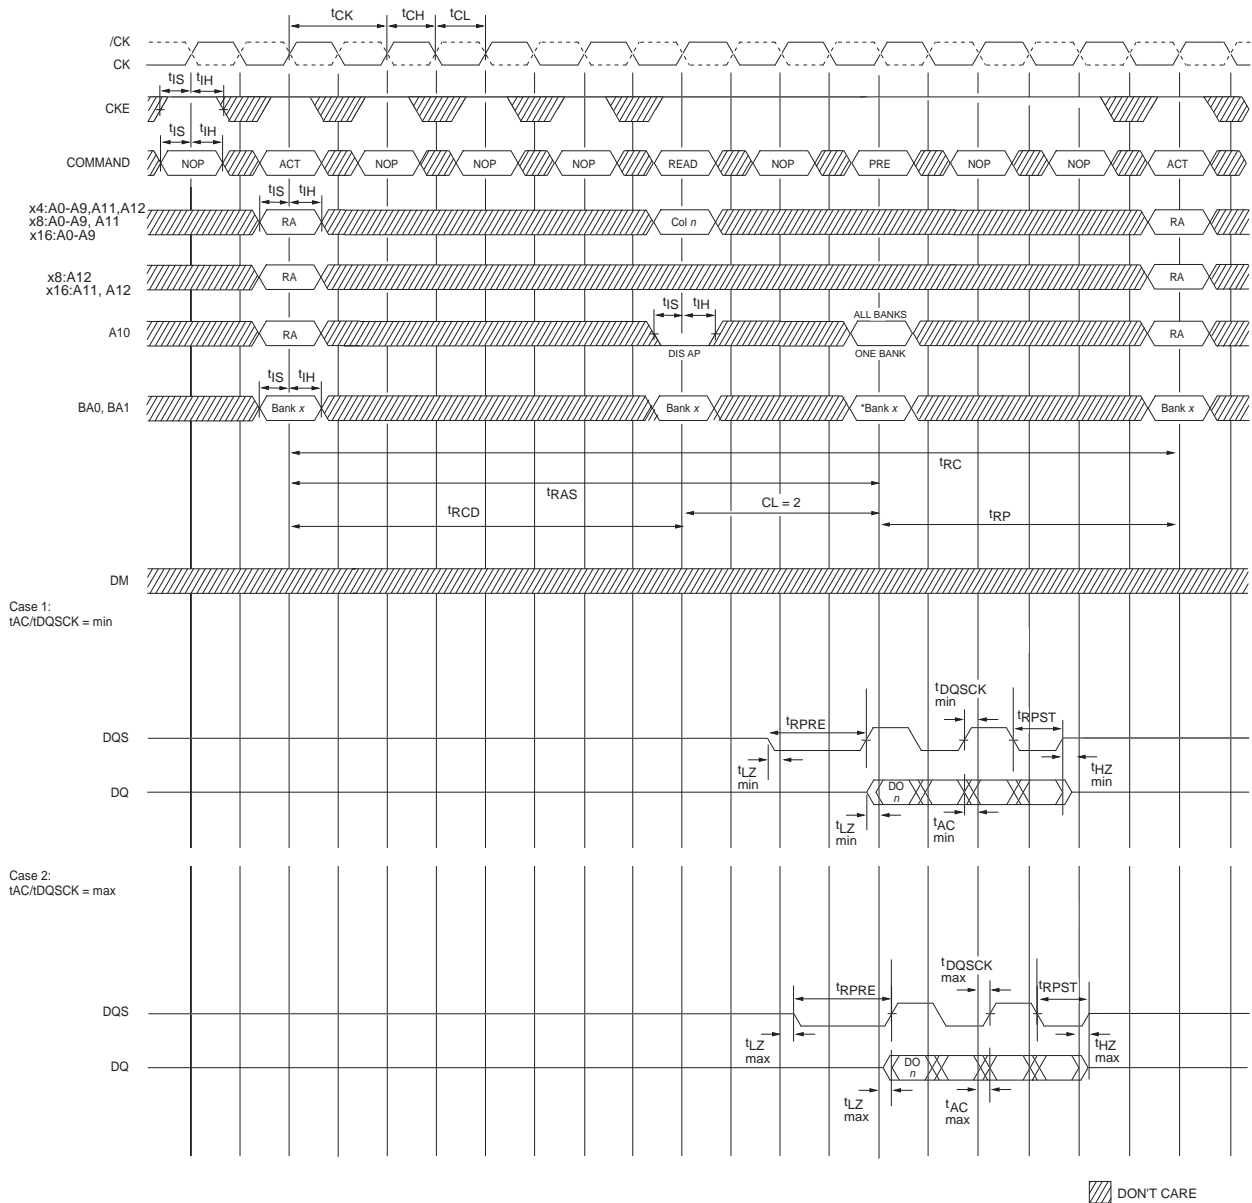 tCK tCH tCL
/CK
CK
tIS tIH
CKE
tIS tIH
COMMAND NOP ACT NOP NOP NOP READ NOP PRE NOP NOP ACT
tIS tIH
x4:A0-A9,A11,A12
x8:A0-A9, A11
x16:A0-A9
RA Col n RA
x8:A12
x16:A11, A12
RA RA
tIS tIH
ALL BANKS
A10 RA RA
DIS AP ONE BANK
tIS tIH
BA0, BA1 Bank x Bank x *Bank x Bank x
tRC
tRAS
CL = 2
tRCD tRP
DM
Case 1:
tAC/tDQSCK = min
tDQSCK
min
tRPRE tRPST
DQS
tLZ
min
tHZ
min
DQ DO
n
tLZ
min
tAC
min
Case 2:
tAC/tDQSCK = max
tDQSCK
max
tRPRE tRPST
DQS
tLZ
max
tHZ
max
DQ DO
n
tLZ
max
tAC
max
DON'T CARE